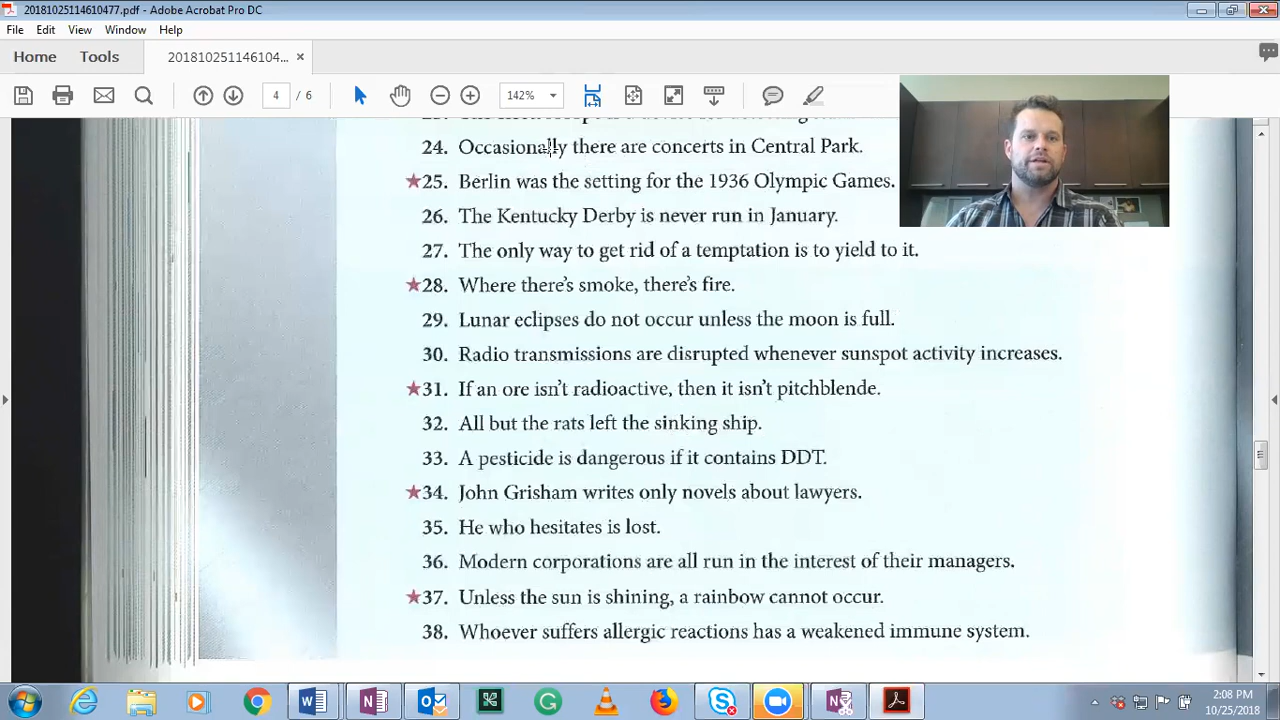 20181025114610477.pdf - Adobe Acrobat Pro DC
File Edit View Window Help
Home Tools 201810251146104... ×
4 / 6 142%
24. Occasionally there are concerts in Central Park.
★25. Berlin was the setting for the 1936 Olympic Games.
26. The Kentucky Derby is never run in January.
27. The only way to get rid of a temptation is to yield to it.
★28. Where there's smoke, there's fire.
29. Lunar eclipses do not occur unless the moon is full.
30. Radio transmissions are disrupted whenever sunspot activity increases.
★31. If an ore isn't radioactive, then it isn't pitchblende.
32. All but the rats left the sinking ship.
33. A pesticide is dangerous if it contains DDT.
★34. John Grisham writes only novels about lawyers.
35. He who hesitates is lost.
36. Modern corporations are all run in the interest of their managers.
★37. Unless the sun is shining, a rainbow cannot occur.
38. Whoever suffers allergic reactions has a weakened immune system.
2:08 PM
10/25/2018